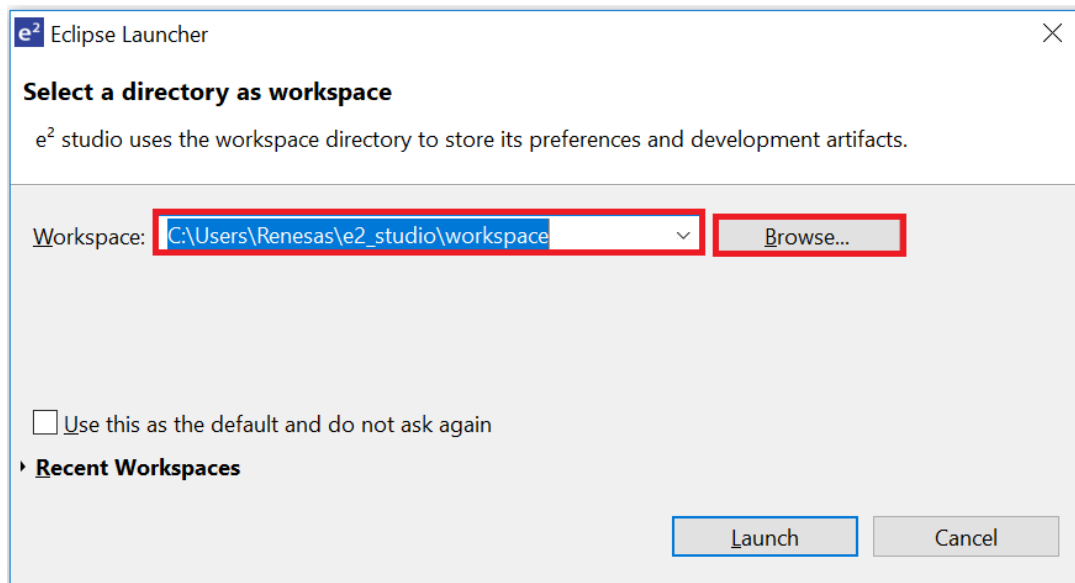 e² Eclipse Launcher
Select a directory as workspace
e² studio uses the workspace directory to store its preferences and development artifacts.
Workspace: C:\Users\Renesas\e2_studio\workspace Browse...
Use this as the default and do not ask again
Recent Workspaces
Launch Cancel